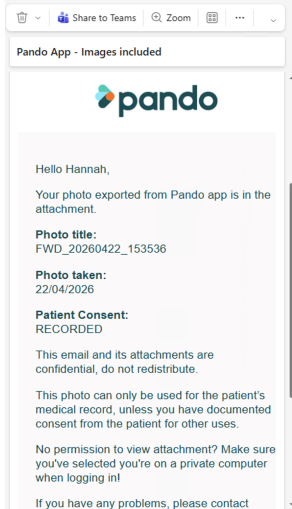 Share to Teams
Zoom
Pando App - Images included
pando
Hello Hannah,
Your photo exported from Pando app is in the
attachment.
Photo title:
FWD_20260422_153536
Photo taken:
22/04/2026
Patient Consent:
RECORDED
This email and its attachments are
confidential, do not redistribute.
This photo can only be used for the patient's
medical record, unless you have documented
consent from the patient for other uses.
No permission to view attachment? Make sure
you've selected you're on a private computer
when logging in!
If you have any problems, please contact